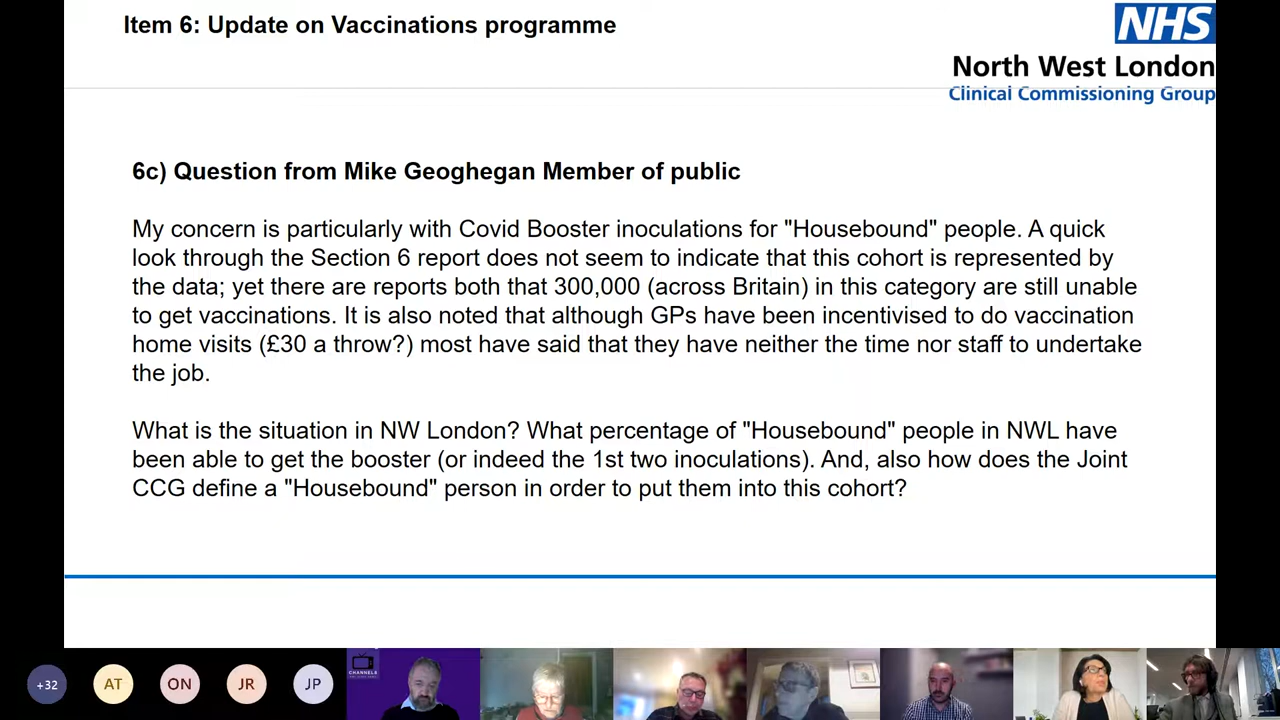 Item 6: Update on Vaccinations programme
NHS
North West London
Clinical Commissioning Group
6c) Question from Mike Geoghegan Member of public
My concern is particularly with Covid Booster inoculations for "Housebound" people. A quick
look through the Section 6 report does not seem to indicate that this cohort is represented by
the data; yet there are reports both that 300,000 (across Britain) in this category are still unable
to get vaccinations. It is also noted that although GPs have been incentivised to do vaccination
home visits (£30 a throw?) most have said that they have neither the time nor staff to undertake
the job.
What is the situation in NW London? What percentage of "Housebound" people in NWL have
been able to get the booster (or indeed the 1st two inoculations). And, also how does the Joint
CCG define a "Housebound" person in order to put them into this cohort?
+32
AT
ON
JR
JP
CHANNELS